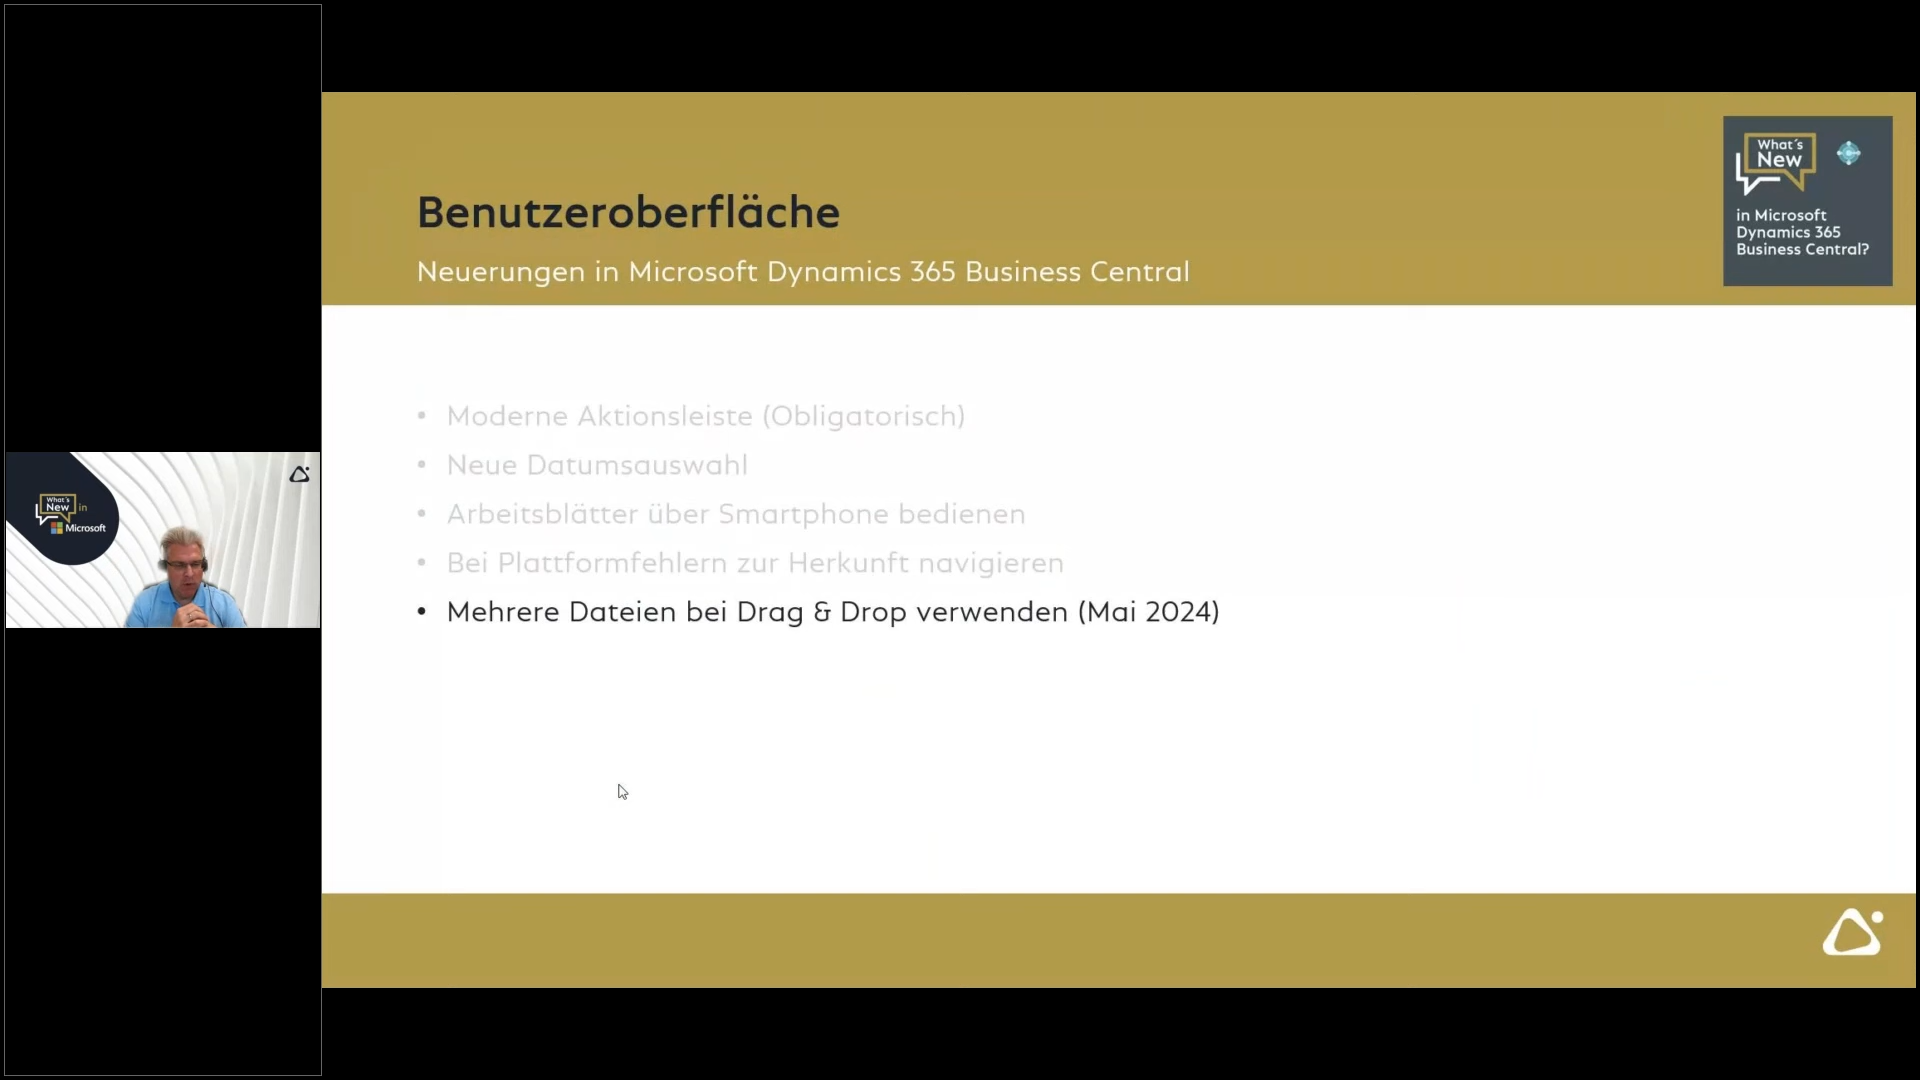 Benutzeroberfläche
Neuerungen in Microsoft Dynamics 365 Business Central
What's
New
in Microsoft
Dynamics 365
Business Central?
• Moderne Aktionsleiste (Obligatorisch)
• Neue Datumsauswahl
• Arbeitsblätter über Smartphone bedienen
• Bei Plattformfehlern zur Herkunft navigieren
• Mehrere Dateien bei Drag & Drop verwenden (Mai 2024)
What's
New in
Microsoft